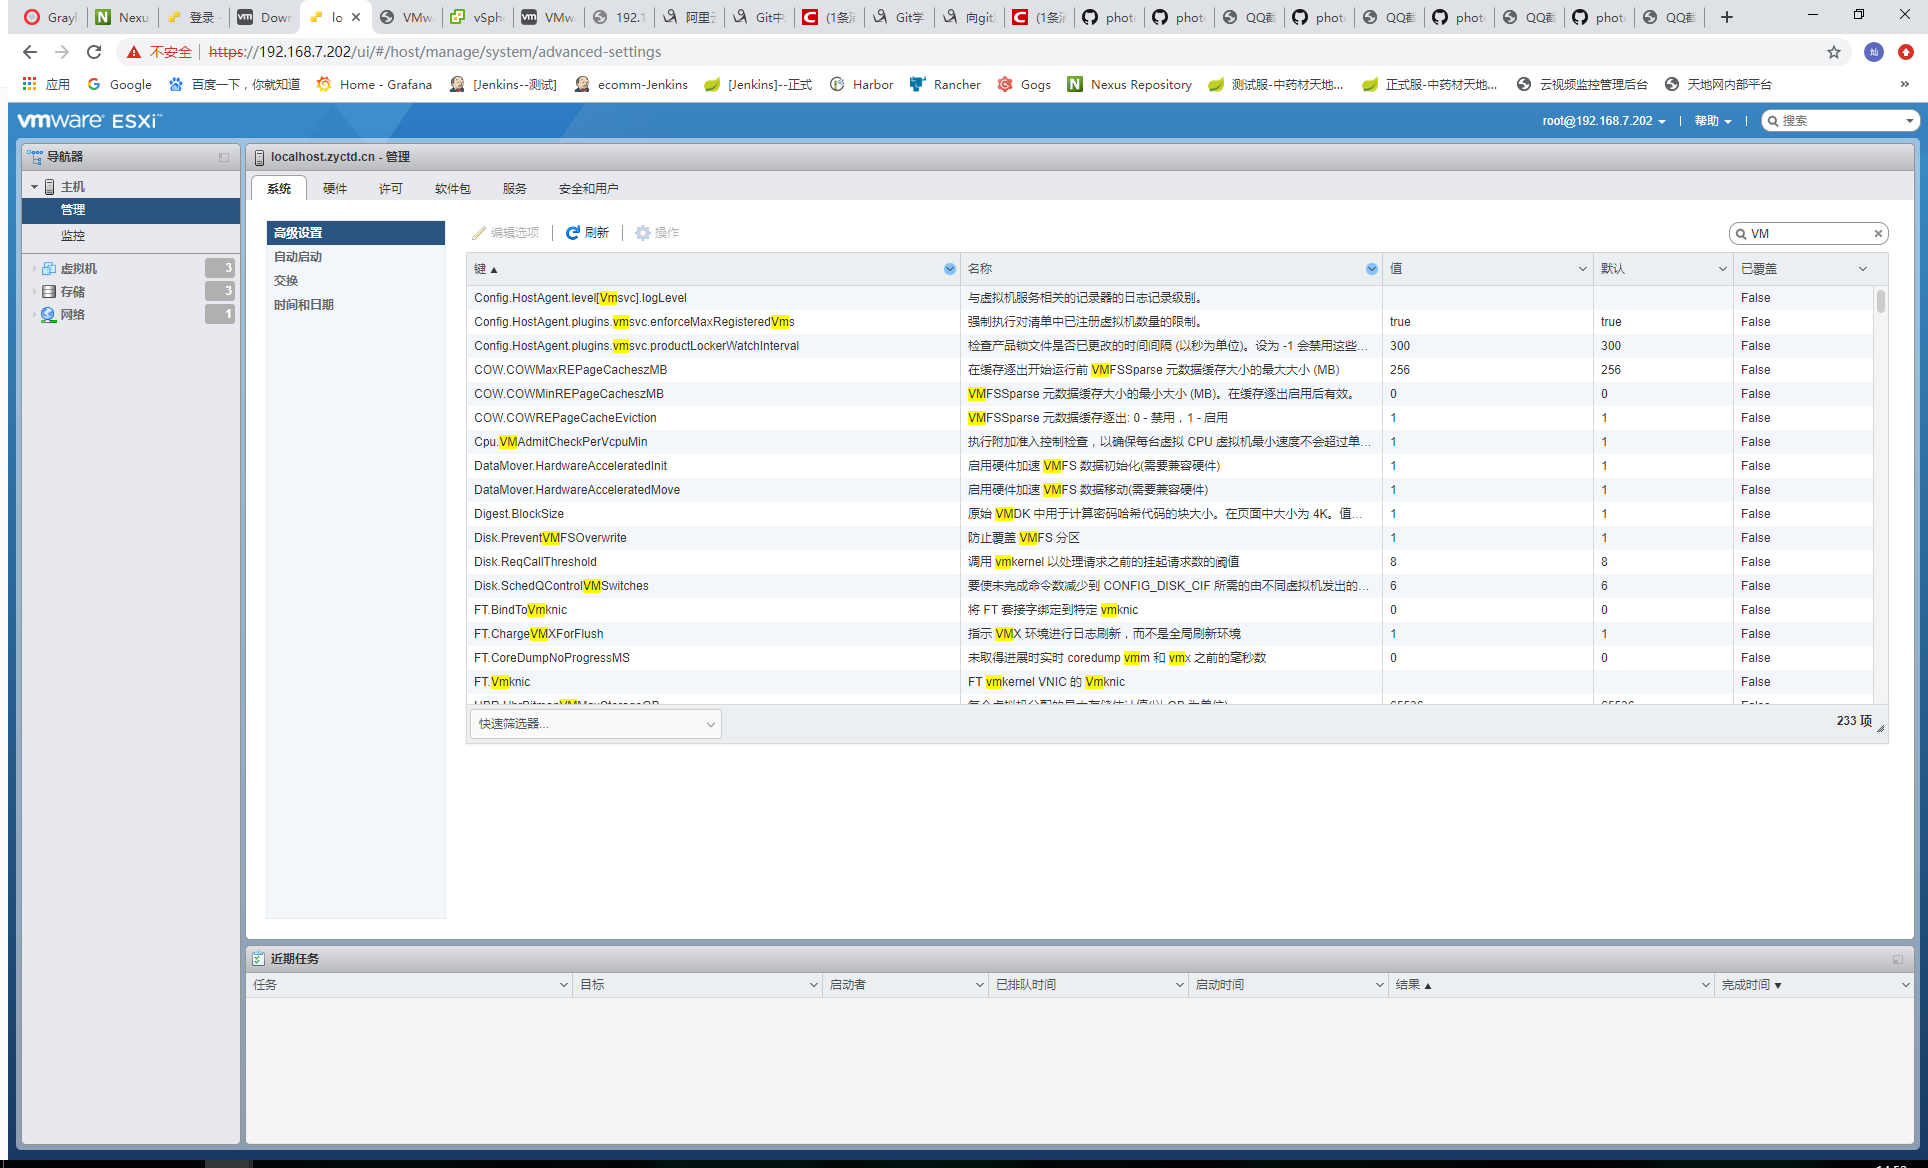 Grayl Nexu 登录 Down lo VMwa vSphe VMwa 192.1 阿里云 Git中 (1条消 Git学 向git (1条消 phot phot QQ截 phot QQ截 phot QQ截 phot QQ截
不安全 https://192.168.7.202/ui/#/host/manage/system/advanced-settings 灿
应用 Google 百度一下，你就知道 Home - Grafana [Jenkins--测试] ecomm-Jenkins [Jenkins]--正式 Harbor Rancher Gogs Nexus Repository 测试服-中药材天地... 正式服-中药材天地... 云视频监控管理后台 天地网内部平台 »
vmware ESXi™ root@192.168.7.202 帮助 搜索
导航器
主机
管理
监控
虚拟机 3
存储 3
网络 1
localhost.zyctd.cn - 管理
系统 硬件 许可 软件包 服务 安全和用户
高级设置
自动启动
交换
时间和日期
编辑选项 刷新 操作 VM
键 ▲ 名称 值 默认 已覆盖
Config.HostAgent.level[Vmsvc].logLevel 与虚拟机服务相关的记录器的日志记录级别。 False
Config.HostAgent.plugins.vmsvc.enforceMaxRegisteredVms 强制执行对清单中已注册虚拟机数量的限制。 true true False
Config.HostAgent.plugins.vmsvc.productLockerWatchInterval 检查产品锁文件是否已更改的时间间隔 (以秒为单位)。设为 -1 会禁用这些... 300 300 False
COW.COWMaxREPageCacheszMB 在缓存逐出开始运行前 VMFSSparse 元数据缓存大小的最大大小 (MB) 256 256 False
COW.COWMinREPageCacheszMB VMFSSparse 元数据缓存大小的最小大小 (MB)。在缓存逐出启用后有效。 0 0 False
COW.COWREPageCacheEviction VMFSSparse 元数据缓存逐出: 0 - 禁用，1 - 启用 1 1 False
Cpu.VMAdmitCheckPerVcpuMin 执行附加准入控制检查，以确保每台虚拟 CPU 虚拟机最小速度不会超过单... 1 1 False
DataMover.HardwareAcceleratedInit 启用硬件加速 VMFS 数据初始化(需要兼容硬件) 1 1 False
DataMover.HardwareAcceleratedMove 启用硬件加速 VMFS 数据移动(需要兼容硬件) 1 1 False
Digest.BlockSize 原始 VMDK 中用于计算密码哈希代码的块大小。在页面中大小为 4K。值... 1 1 False
Disk.PreventVMFSOverwrite 防止覆盖 VMFS 分区 1 1 False
Disk.ReqCallThreshold 调用 vmkernel 以处理请求之前的挂起请求数的阈值 8 8 False
Disk.SchedQControlVMSwitches 要使未完成命令数减少到 CONFIG_DISK_CIF 所需的由不同虚拟机发出的... 6 6 False
FT.BindToVmknic 将 FT 套接字绑定到特定 vmknic 0 0 False
FT.ChargeVMXForFlush 指示 VMX 环境进行日志刷新，而不是全局刷新环境 1 1 False
FT.CoreDumpNoProgressMS 未取得进展时实时 coredump vmm 和 vmx 之前的毫秒数 0 0 False
FT.Vmknic FT vmkernel VNIC 的 Vmknic False
快速筛选器... 233 项
近期任务
任务 目标 启动者 已排队时间 启动时间 结果 ▲ 完成时间 ▼